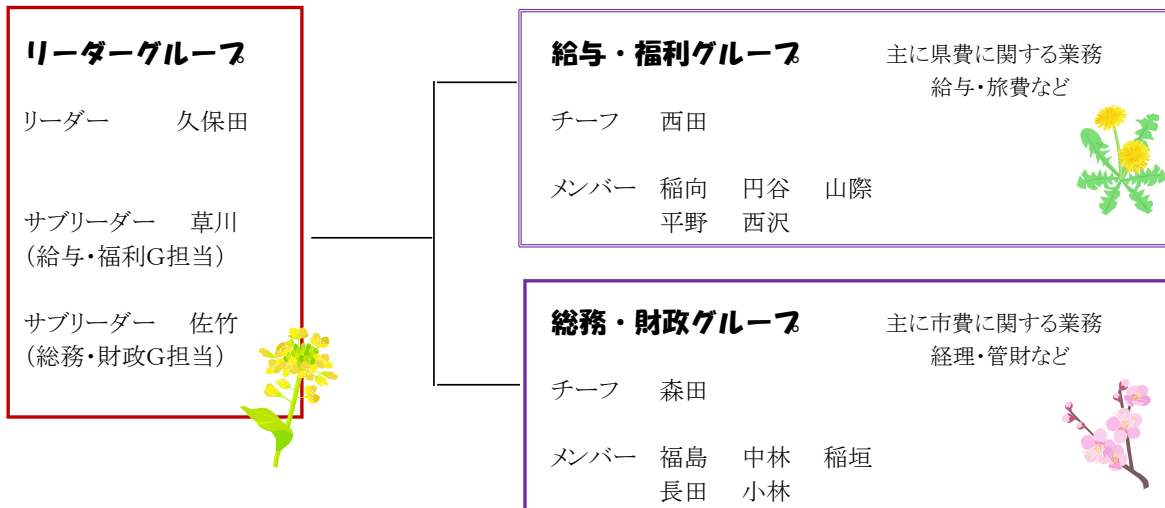 リーダーグループ
リーダー 久保田
サブリーダー 草川
（給与・福利G担当）
サブリーダー 佐竹
（総務・財政G担当）
給与・福利グループ 主に県費に関する業務
給与・旅費など
チーフ 西田
メンバー 稲向 円谷 山際
平野 西沢
総務・財政グループ 主に市費に関する業務
経理・管財など
チーフ 森田
メンバー 福島 中林 稲垣
長田 小林